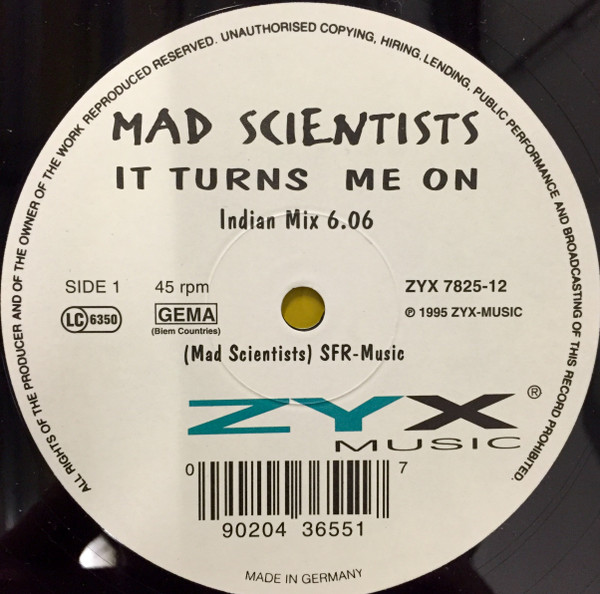 ALL RIGHTS OF THE PRODUCER AND OF THE OWNER OF THE WORK REPRODUCED RESERVED. UNAUTHORISED COPYING, HIRING, LENDING, PUBLIC PERFORMANCE AND BROADCASTING OF THIS RECORD PROHIBITED.
MAD SCIENTISTS
IT TURNS ME ON
Indian Mix 6.06
SIDE 1 45 rpm ZYX 7825-12
LC 6350 GEMA ℗ 1995 ZYX-MUSIC
(Biem Countries)
(Mad Scientists) SFR-Music
ZYX ®
MUSIC
0 7
90204 36551
MADE IN GERMANY